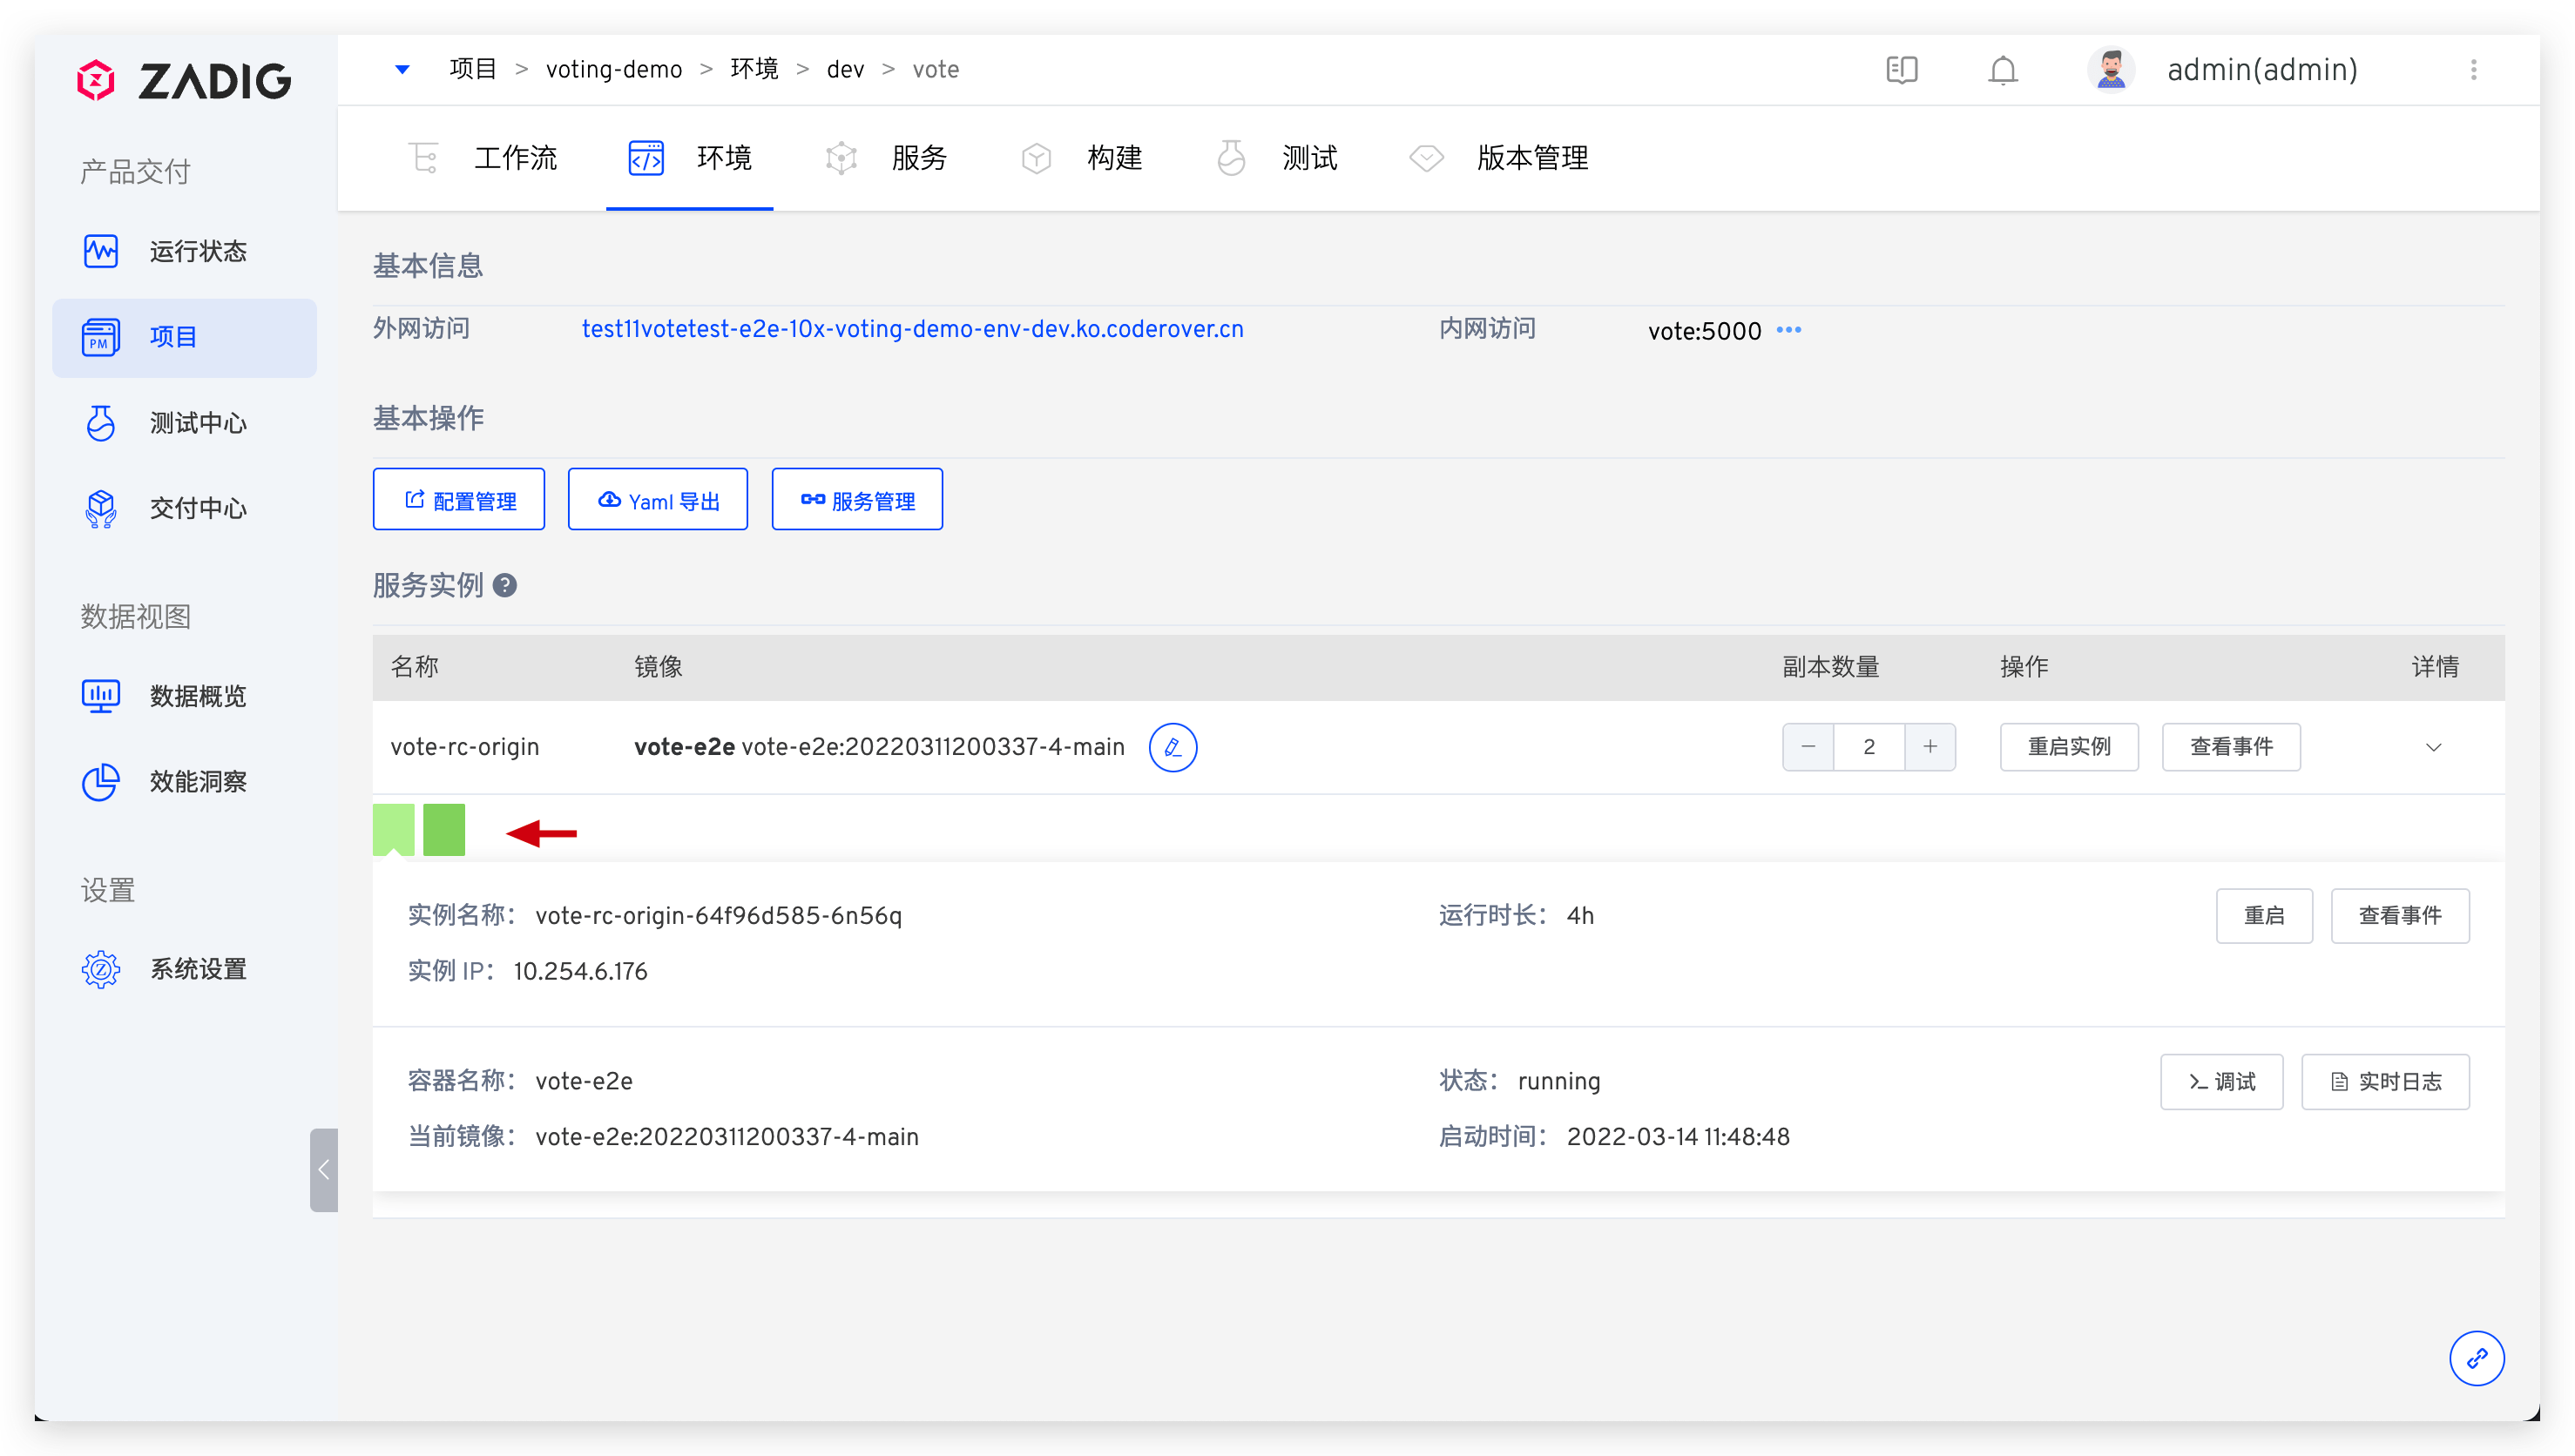 ZADIG
项目 > voting-demo > 环境 > dev > vote
admin(admin)
工作流 环境 服务 构建 测试 版本管理
产品交付
运行状态
PM 项目
测试中心
交付中心
数据视图
数据概览
效能洞察
设置
系统设置
基本信息
外网访问 test11votetest-e2e-10x-voting-demo-env-dev.ko.coderover.cn 内网访问 vote:5000 •••
基本操作
配置管理 Yaml 导出 服务管理
服务实例 ?
名称 镜像 副本数量 操作 详情
vote-rc-origin vote-e2e vote-e2e:20220311200337-4-main − 2 + 重启实例 查看事件
实例名称： vote-rc-origin-64f96d585-6n56q 运行时长： 4h 重启 查看事件
实例 IP： 10.254.6.176
容器名称： vote-e2e 状态： running >_ 调试 实时日志
当前镜像： vote-e2e:20220311200337-4-main 启动时间： 2022-03-14 11:48:48